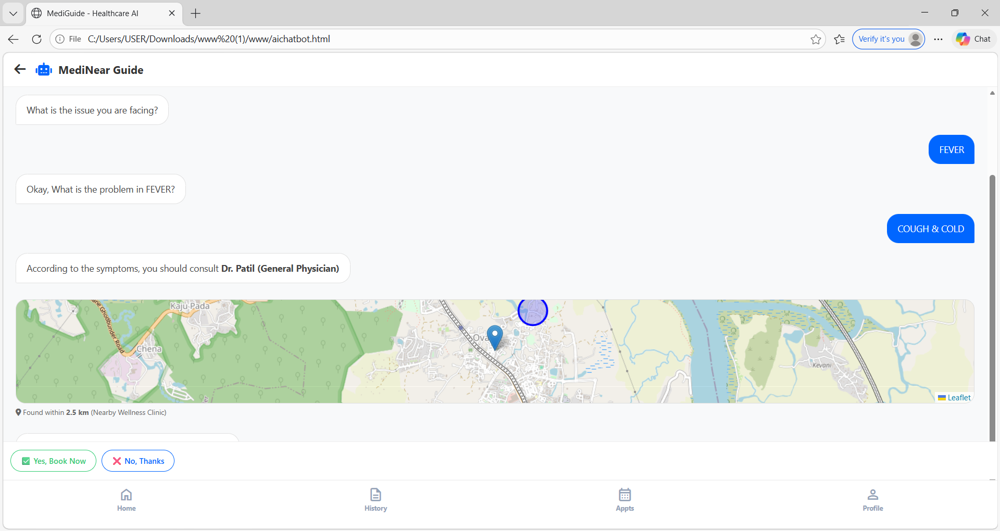 MediGuide - Healthcare AI
File C:/Users/USER/Downloads/www%20(1)/www/aichatbot.html
Verify it's you
Chat
MediNear Guide
What is the issue you are facing?
FEVER
Okay, What is the problem in FEVER?
COUGH & COLD
According to the symptoms, you should consult Dr. Patil (General Physician)
Kaju Pada
Ghodbunder Road
Chena
Kevani
Leaflet
Found within 2.5 km (Nearby Wellness Clinic)
Yes, Book Now
No, Thanks
Home
History
Appts
Profile